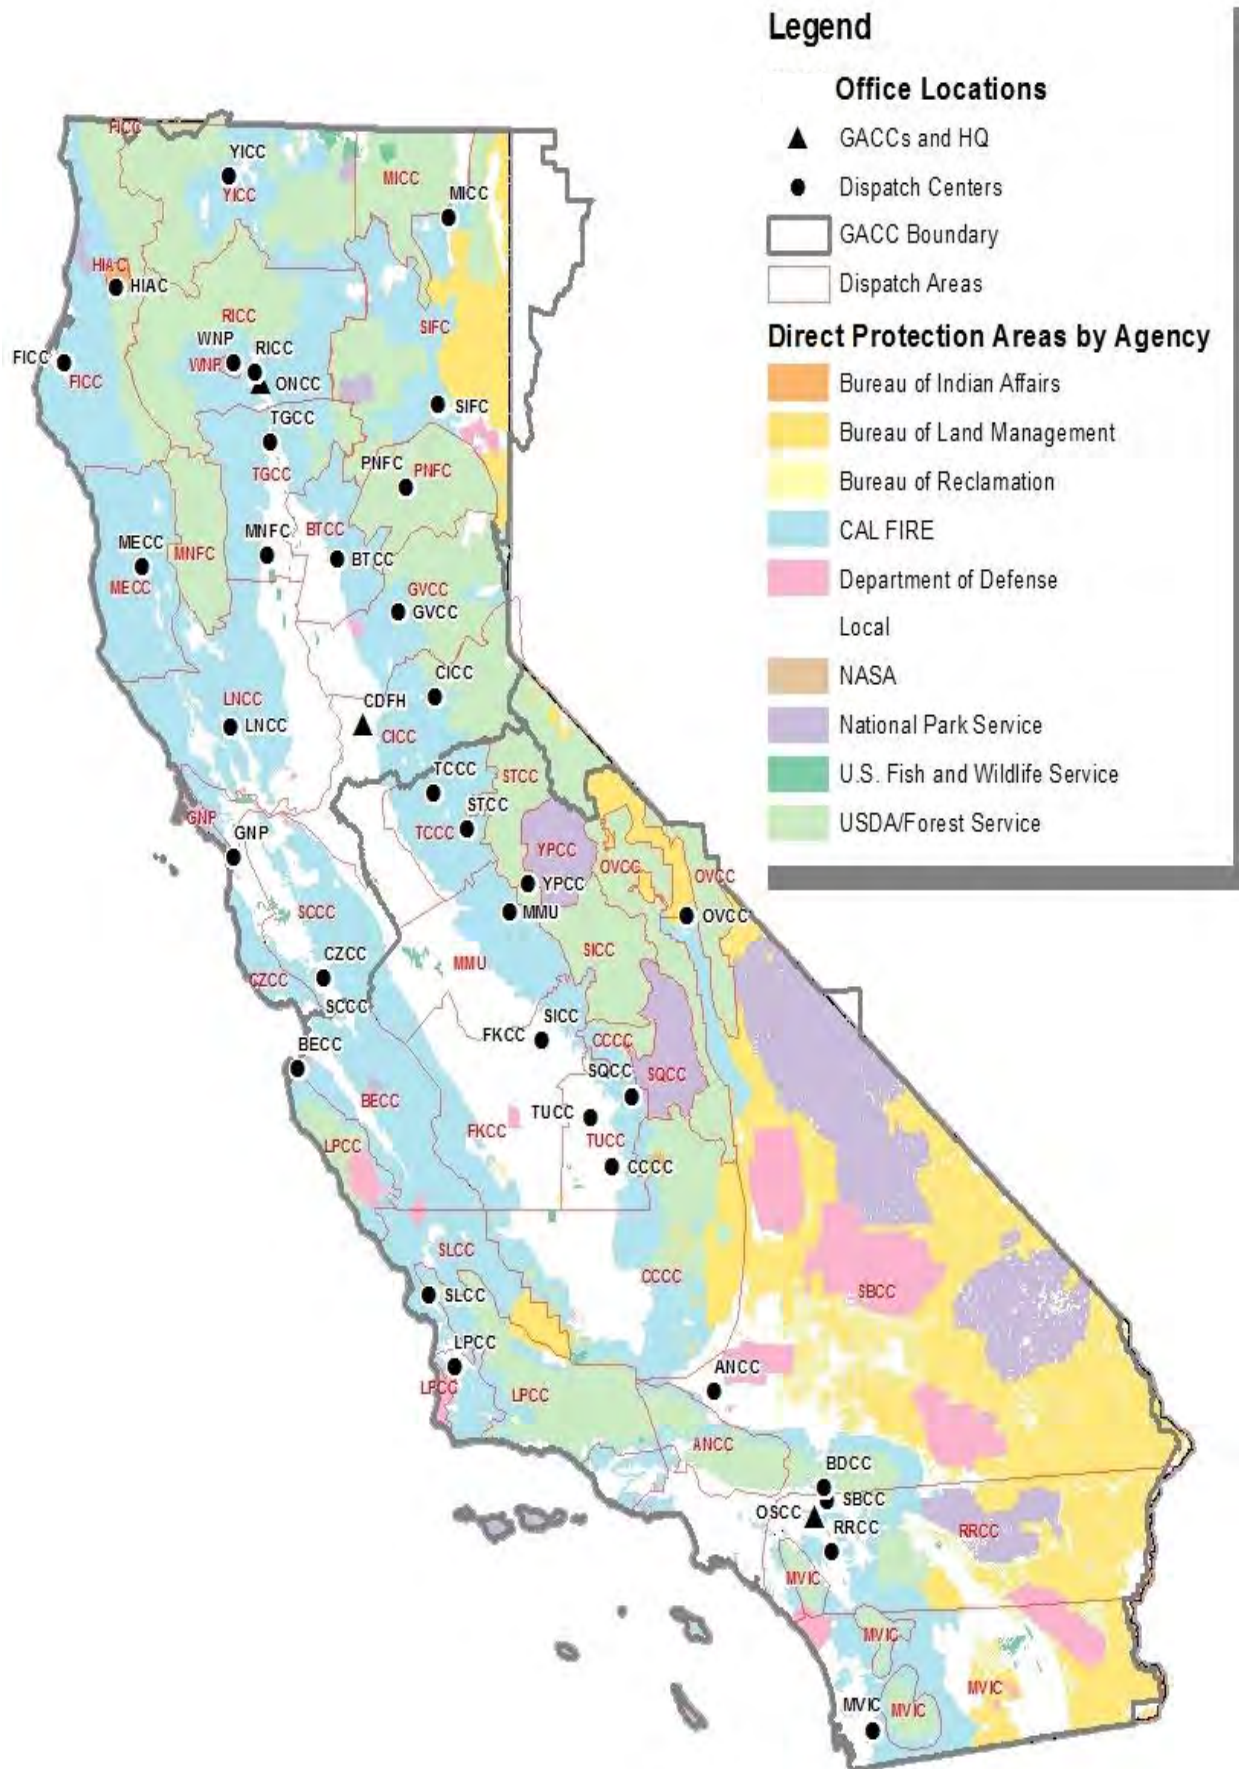 Legend
Office Locations
GACCs and HQ
Dispatch Centers
GACC Boundary
Dispatch Areas
Direct Protection Areas by Agency
Bureau of Indian Affairs
Bureau of Land Management
Bureau of Reclamation
CAL FIRE
Department of Defense
Local
NASA
National Park Service
U.S. Fish and Wildlife Service
USDA/Forest Service
FICC
YICC
YICC
MICC
MICC
HIAC
HIAC
RICC
SIFC
WNP
RICC
WNP
FICC
FICC
ONCC
SIFC
TGCC
PNFC
PNFC
TGCC
MNFC
BTCC
MECC
MNFC
BTCC
MECC
GVCC
GVCC
CICC
LNCC
CDFH
LNCC
CICC
TCCC
STCC
STCC
GNP
TCCC
GNP
YPCC
OVCC
OVCC
YPCC
SCCC
MMU
OVCC
SICC
CZCC
MMU
CZCC
SCCC
SICC
FKCC
CCCC
BECC
SQCC
SQCC
BECC
TUCC
FKCC
TUCC
LPCC
CCCC
SLCC
CCCC
SBCC
SLCC
LPCC
ANCC
LPCC
LPCC
ANCC
BDCC
SBCC
OSCC
RRCC
RRCC
MVIC
MVIC
MVIC
MVIC
MVIC